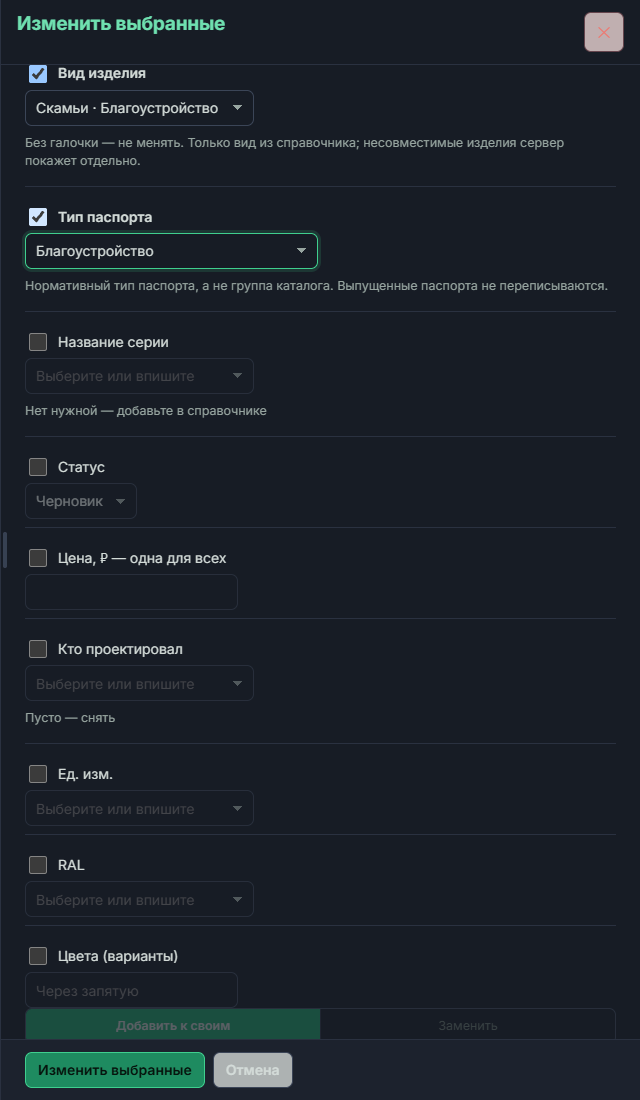 Изменить выбранные
Вид изделия
Скамьи · Благоустройство
Без галочки — не менять. Только вид из справочника; несовместимые изделия сервер
покажет отдельно.
Тип паспорта
Благоустройство
Нормативный тип паспорта, а не группа каталога. Выпущенные паспорта не переписываются.
Название серии
Выберите или впишите
Нет нужной — добавьте в справочнике
Статус
Черновик
Цена, ₽ — одна для всех
Кто проектировал
Выберите или впишите
Пусто — снять
Ед. изм.
Выберите или впишите
RAL
Выберите или впишите
Цвета (варианты)
Через запятую
Добавить к своим Заменить
Изменить выбранные Отмена